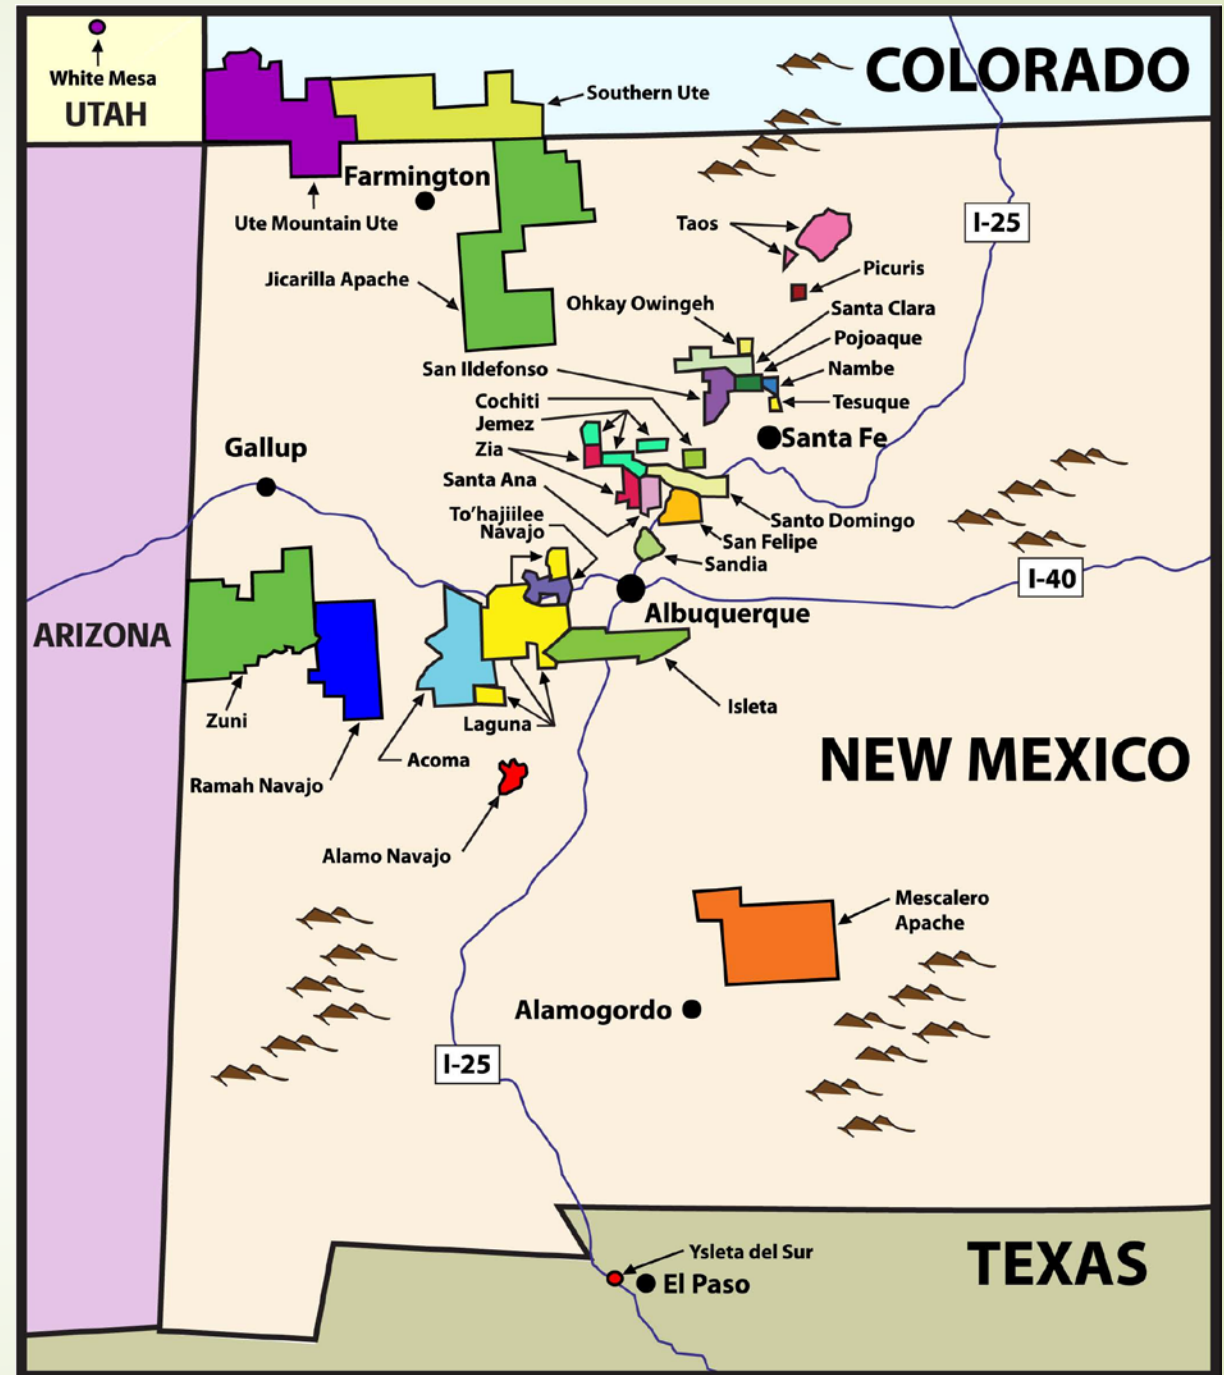 COLORADO
White Mesa
UTAH
Southern Ute
Farmington
Ute Mountain Ute
Taos
I-25
Jicarilla Apache
Picuris
Ohkay Owingeh
Santa Clara
Pojoaque
San Ildefonso
Nambe
Cochiti
Tesuque
Jemez
Santa Fe
Gallup
Zia
Santa Ana
To'hajiilee
Navajo
Santo Domingo
San Felipe
Sandia
I-40
Albuquerque
ARIZONA
Isleta
Zuni
Laguna
Acoma
NEW MEXICO
Ramah Navajo
Alamo Navajo
Mescalero
Apache
Alamogordo
I-25
Ysleta del Sur
TEXAS
El Paso